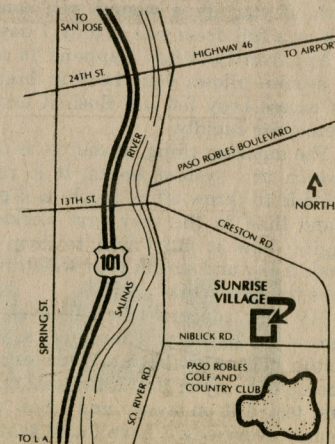 TO
SAN JOSE
HIGHWAY 46
TO AIRPORT
24TH ST.
RIVER
PASO ROBLES BOULEVARD
NORTH
13TH ST.
CRESTON RD.
101
SUNRISE
VILLAGE
SALINAS
SPRING ST.
NIBLICK RD.
PASO ROBLES
GOLF AND
COUNTRY CLUB
SO. RIVER RD.
TO L.A.